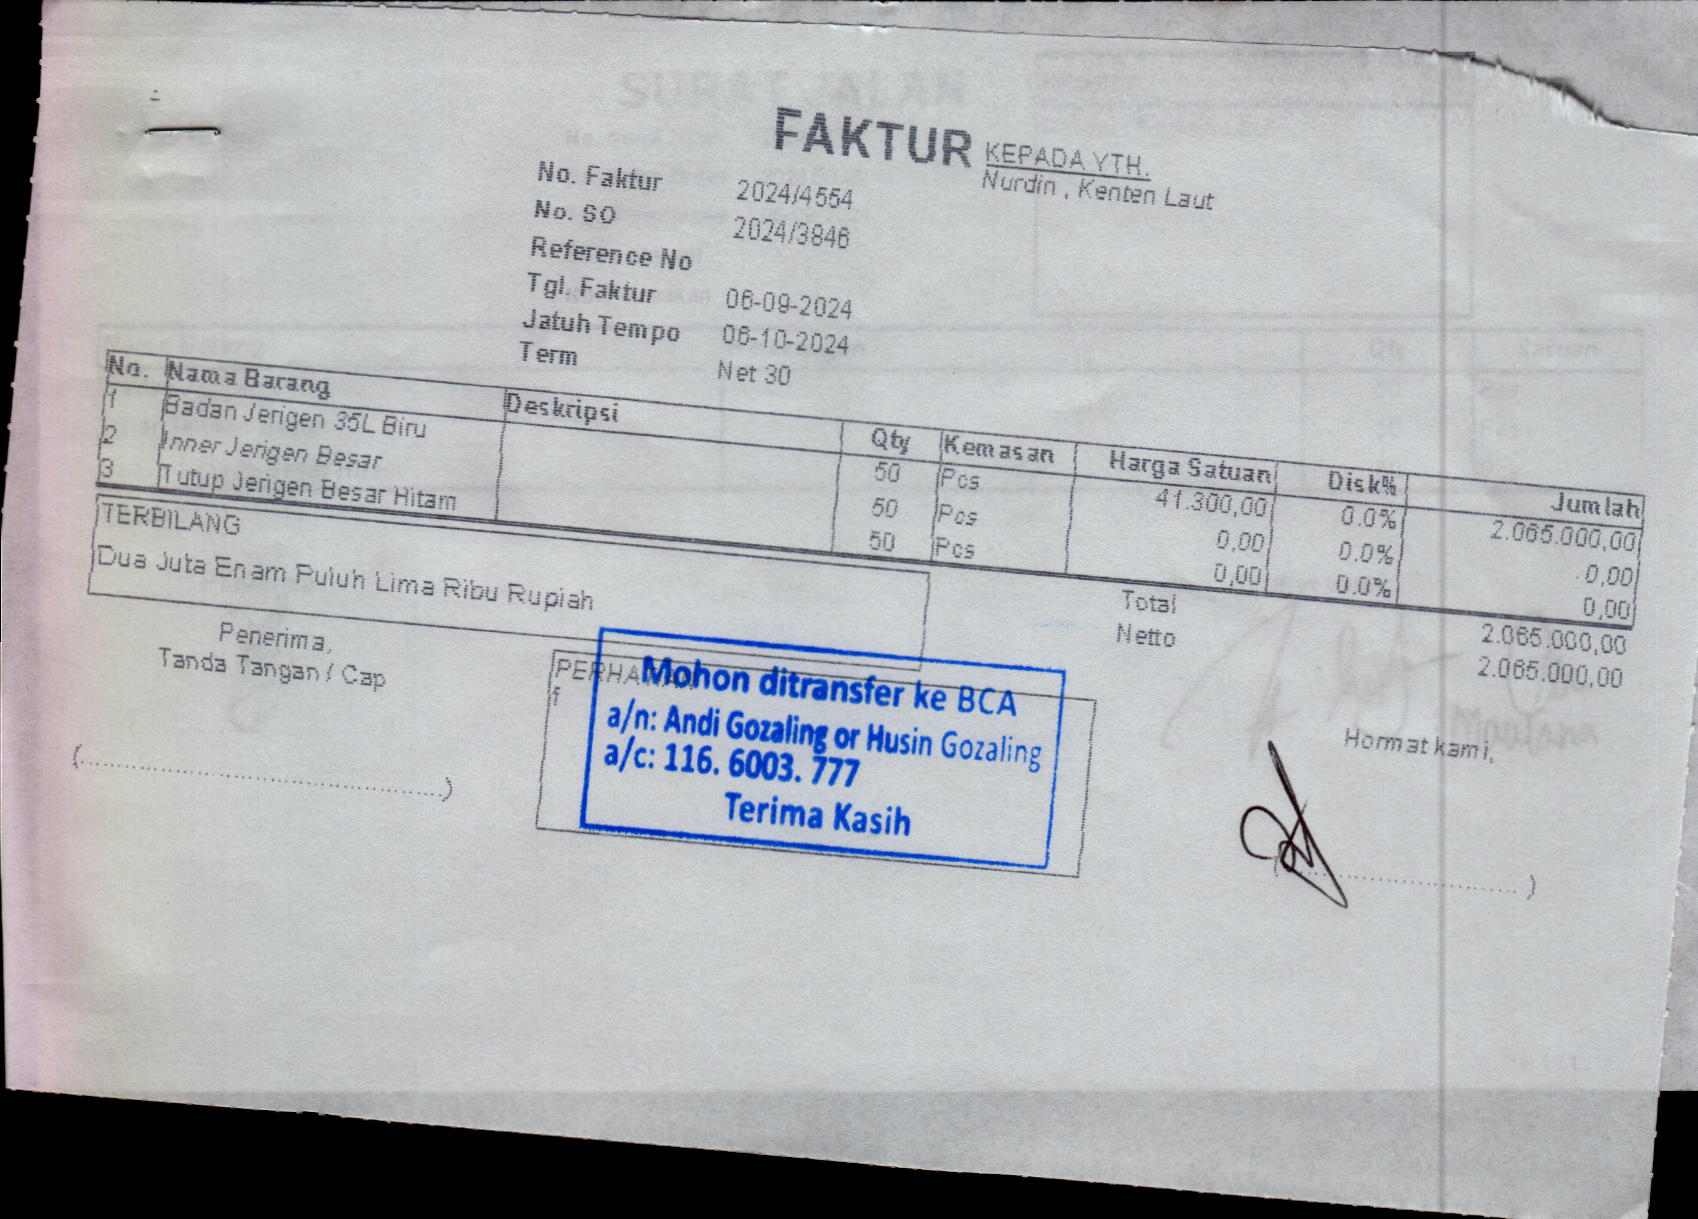 FAKTUR
KEPADA YTH.
Nurdin , Kenten Laut
No. Faktur 2024/4554
No. SO 2024/3846
Reference No
Tgl. Faktur 06-09-2024
Jatuh Tempo 06-10-2024
Term Net 30
No. Nama Barang Deskripsi Qty Kemasan Harga Satuan Disk% Jumlah
1 Badan Jerigen 35L Biru 50 Pcs 41.300,00 0.0% 2.065.000,00
2 Inner Jerigen Besar 50 Pcs 0,00 0.0% 0,00
3 Tutup Jerigen Besar Hitam 50 Pcs 0,00 0.0% 0,00
TERBILANG
Dua Juta Enam Puluh Lima Ribu Rupiah
Total 2.065.000,00
Netto 2.065.000,00
Penerima,
Tanda Tangan / Cap
(........................................)
Mohon ditransfer ke BCA
a/n: Andi Gozaling or Husin Gozaling
a/c: 116. 6003. 777
Terima Kasih
Hormat kami,
(........................................)
SURAT JALAN
Qty Satuan